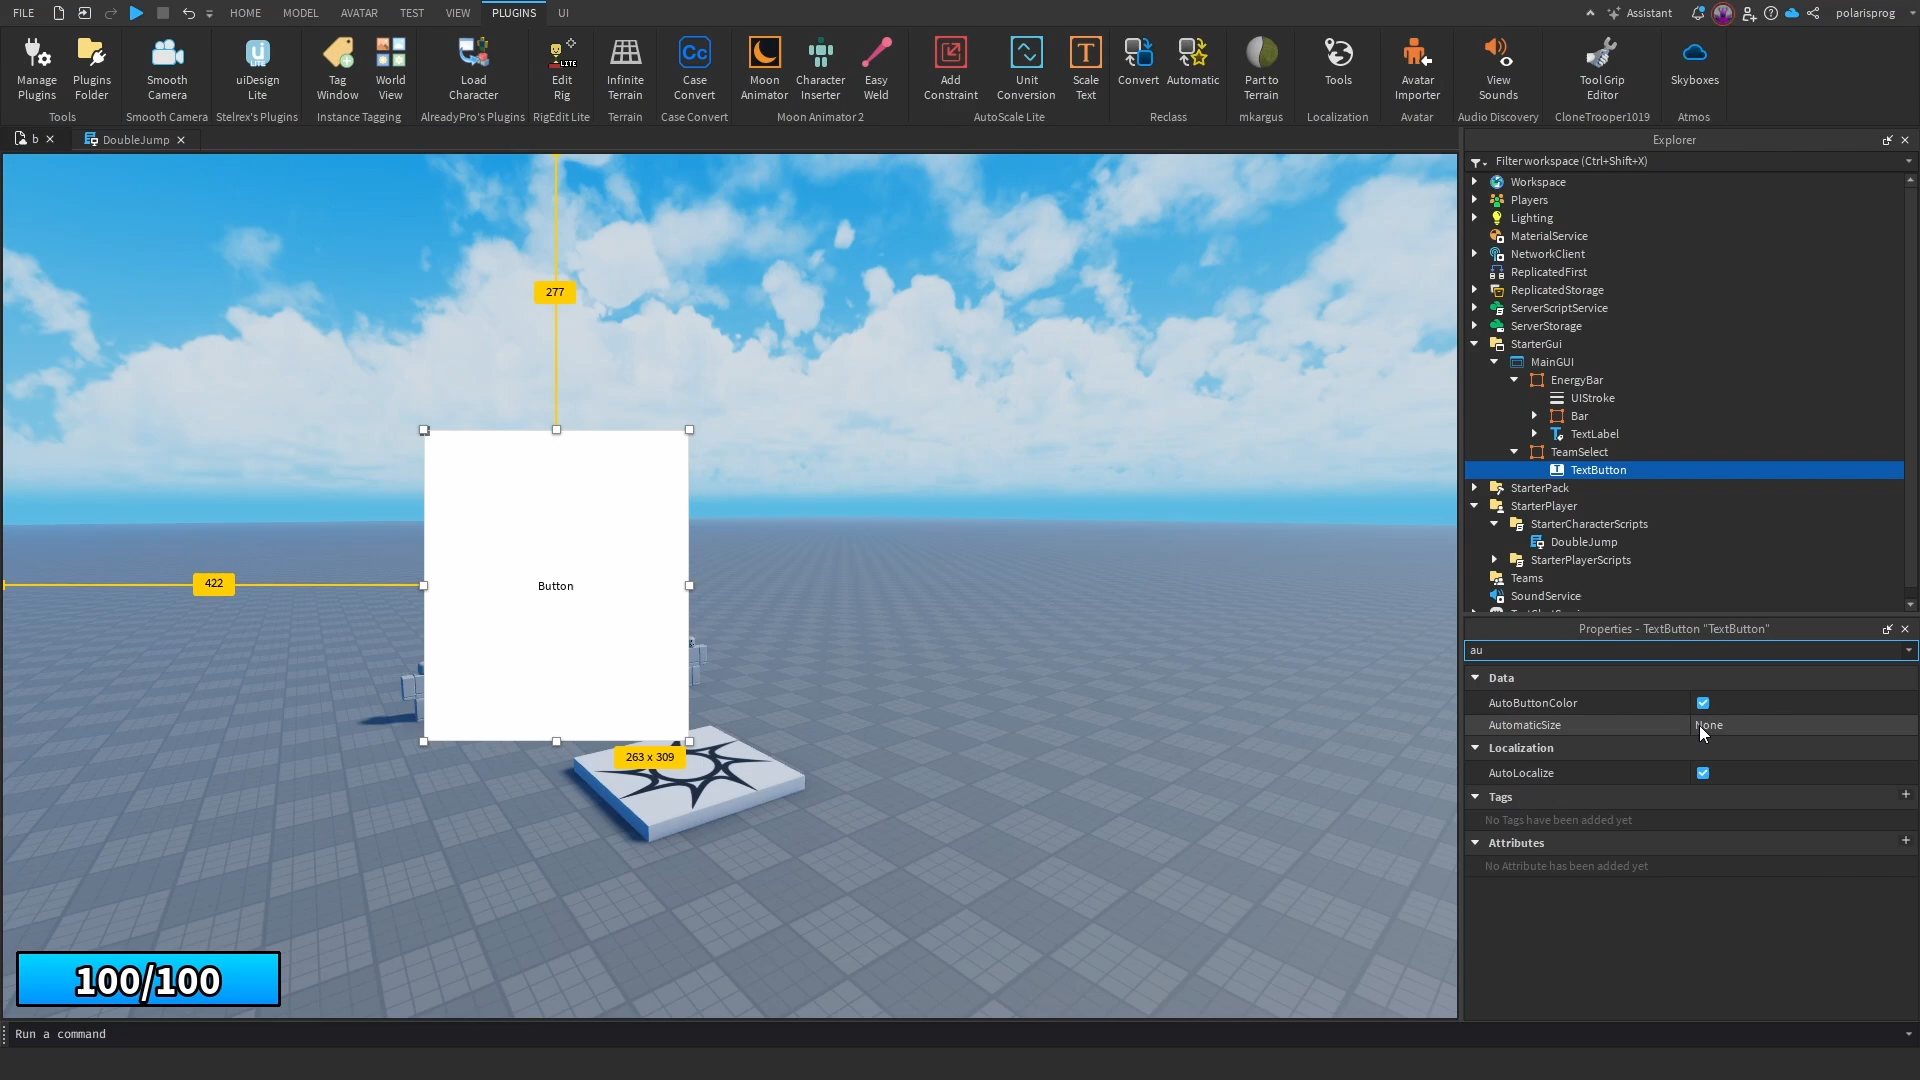 FILE HOME MODEL AVATAR TEST VIEW PLUGINS UI Assistant polarisprog
Manage Plugins
Plugins Folder
Tools
Smooth Camera
Smooth Camera
uiDesign Lite
Stelrex's Plugins
Tag Window
World View
Instance Tagging
Load Character
AlreadyPro's Plugins
LITE
Edit Rig
RigEdit Lite
Infinite Terrain
Terrain
Cc
Case Convert
Case Convert
Moon Animator
Character Inserter
Easy Weld
Moon Animator 2
Add Constraint
Unit Conversion
Scale Text
AutoScale Lite
Convert
Automatic
Reclass
Part to Terrain
mkargus
Tools
Localization
Avatar Importer
Avatar
View Sounds
Audio Discovery
Tool Grip Editor
CloneTrooper1019
Skyboxes
Atmos
b
DoubleJump
277
422
Button
263 x 309
100/100
Run a command
Explorer
Filter workspace (Ctrl+Shift+X)
Workspace
Players
Lighting
MaterialService
NetworkClient
ReplicatedFirst
ReplicatedStorage
ServerScriptService
ServerStorage
StarterGui
MainGUI
EnergyBar
UIStroke
Bar
TextLabel
TeamSelect
TextButton
StarterPack
StarterPlayer
StarterCharacterScripts
DoubleJump
StarterPlayerScripts
Teams
SoundService
Properties - TextButton "TextButton"
au
Data
AutoButtonColor
AutomaticSize None
Localization
AutoLocalize
Tags
No Tags have been added yet
Attributes
No Attribute has been added yet